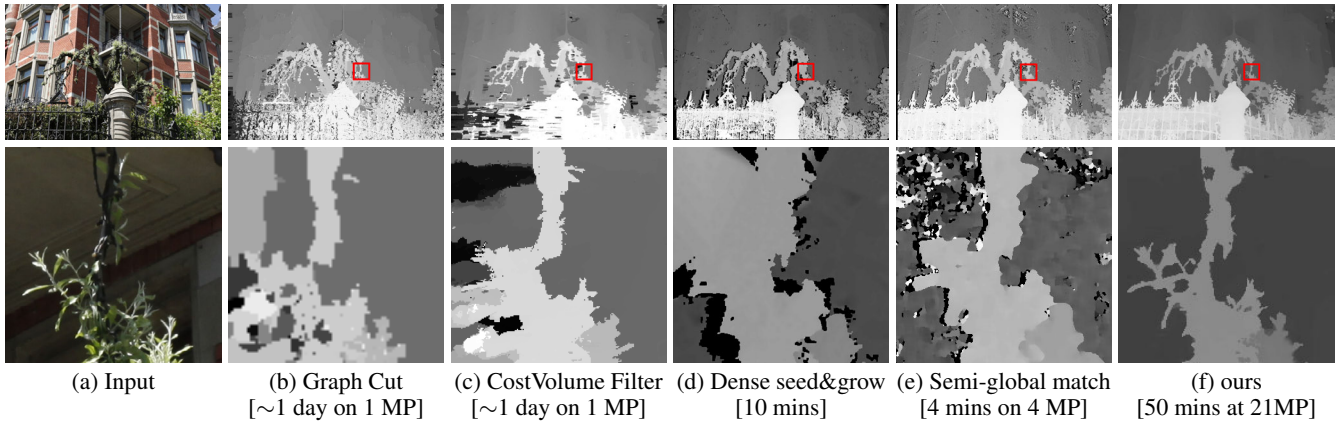 (a) Input
(b) Graph Cut
[∼1 day on 1 MP]
(c) CostVolume Filter
[∼1 day on 1 MP]
(d) Dense seed&grow
[10 mins]
(e) Semi-global match
[4 mins on 4 MP]
(f) ours
[50 mins at 21MP]